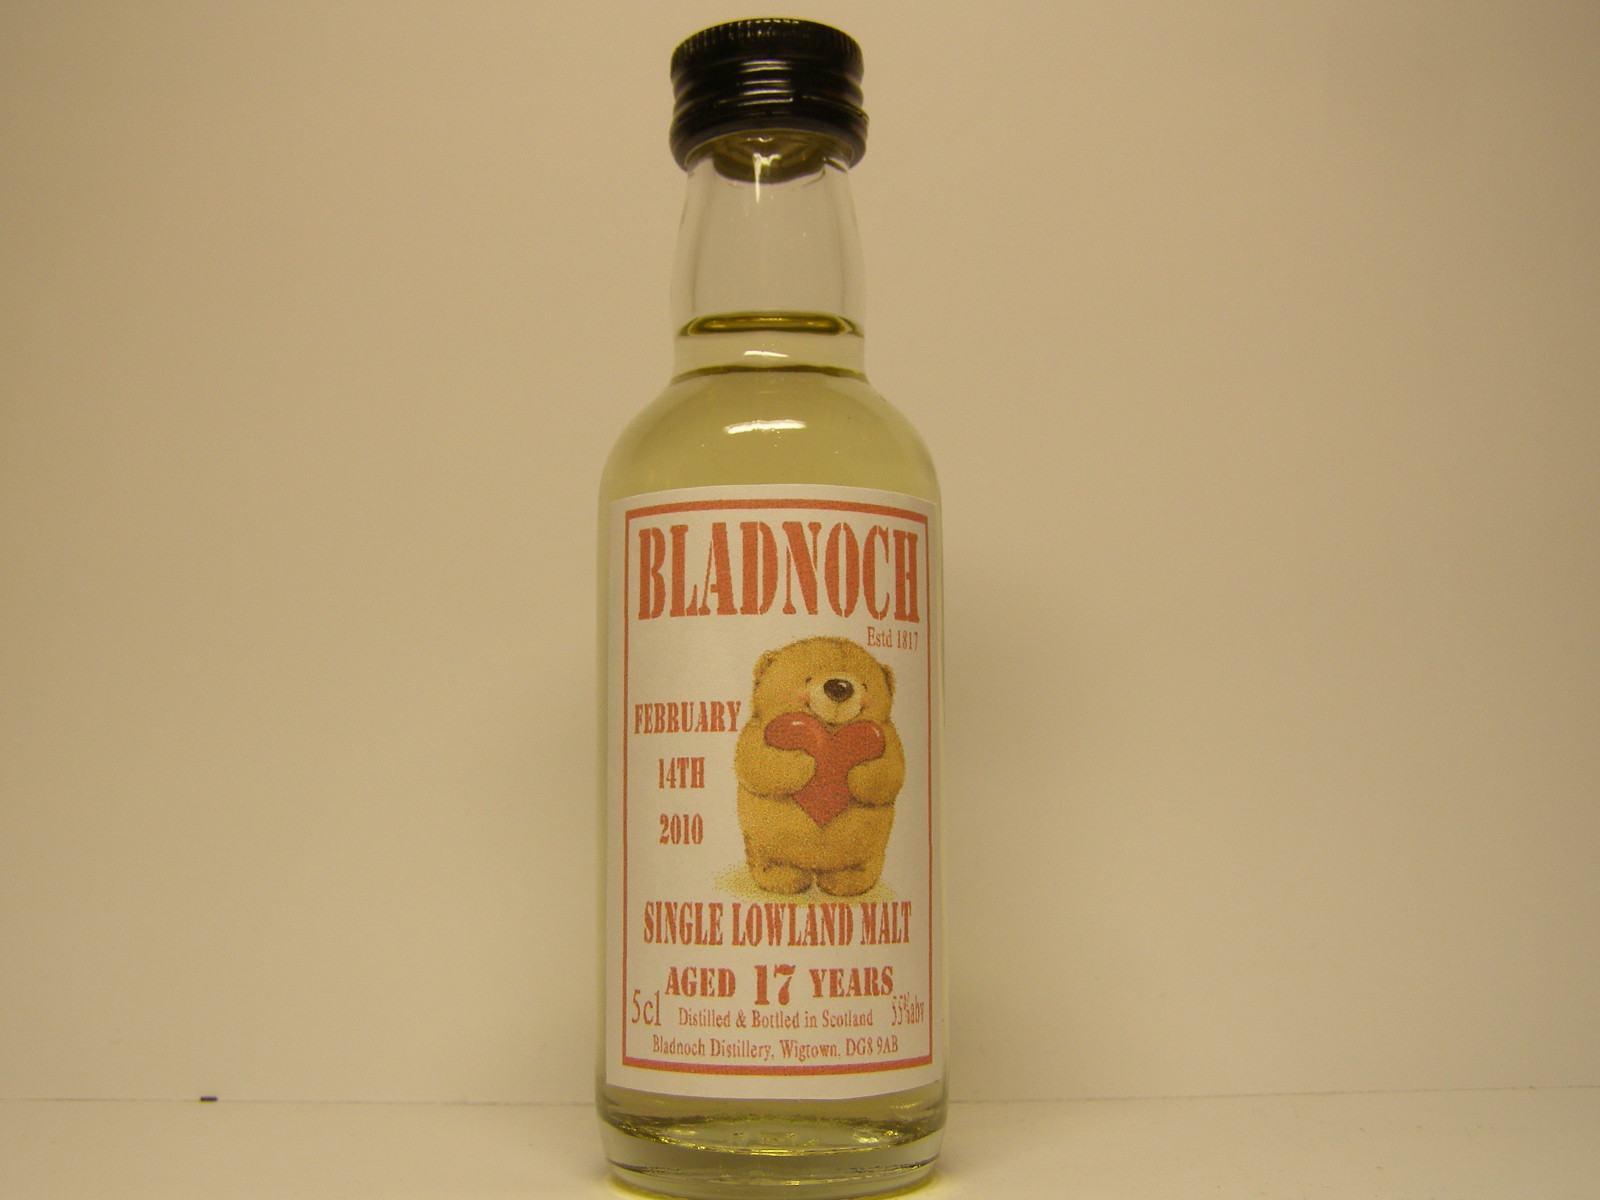 BLADNOCH
Estd 1817
FEBRUARY
14TH
2010
SINGLE LOWLAND MALT
AGED 17 YEARS
5cl Distilled & Bottled in Scotland 55%abv
Bladnoch Distillery, Wigtown, DG8 9AB